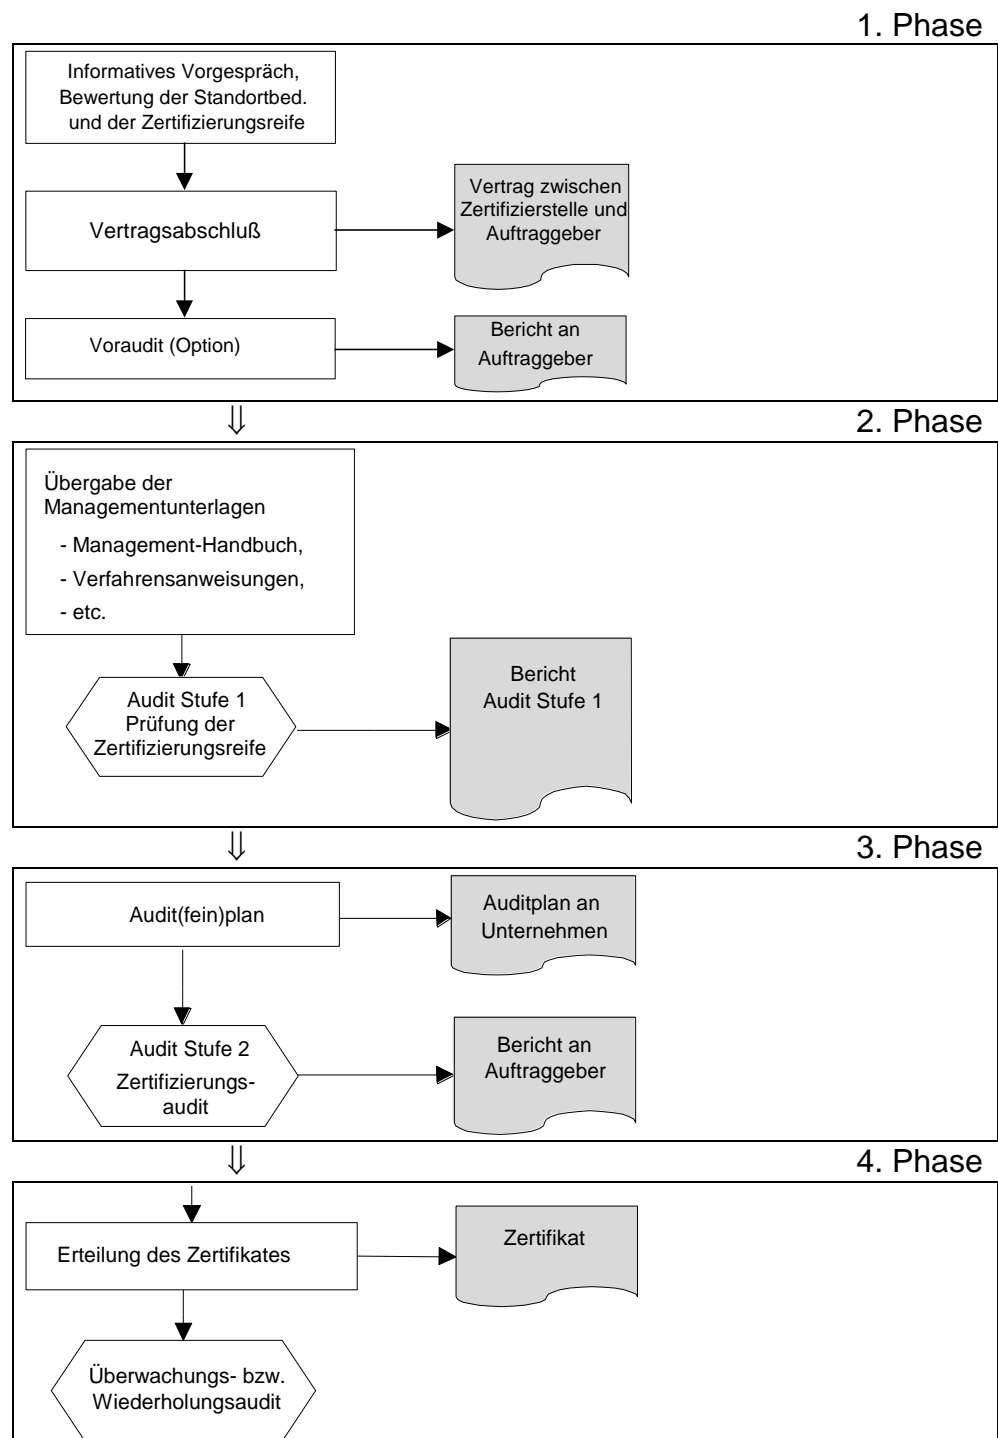 1. Phase
Informatives Vorgespräch,
Bewertung der Standortbed.
und der Zertifizierungsreife
Vertragsabschluß
Vertrag zwischen
Zertifizierstelle und
Auftraggeber
Voraudit (Option)
Bericht an
Auftraggeber
⇓
2. Phase
Übergabe der
Managementunterlagen
- Management-Handbuch,
- Verfahrensanweisungen,
- etc.
Audit Stufe 1
Prüfung der
Zertifizierungsreife
Bericht
Audit Stufe 1
⇓
3. Phase
Audit(fein)plan
Auditplan an
Unternehmen
Audit Stufe 2
Zertifizierungs-
audit
Bericht an
Auftraggeber
⇓
4. Phase
Erteilung des Zertifikates
Zertifikat
Überwachungs- bzw.
Wiederholungsaudit